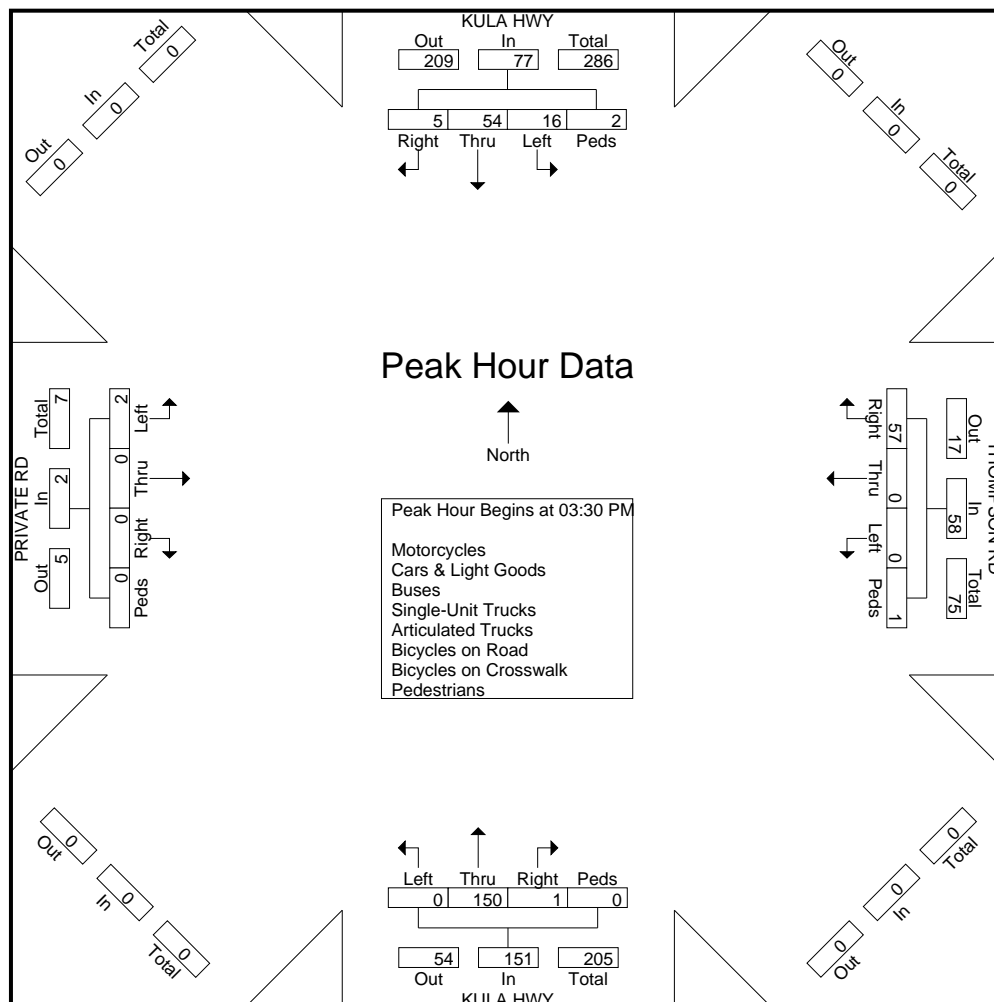 KULA HWY
Out In Total
209 77 286
5 54 16 2
Right Thru Left Peds
Total
0
In
0
Out
0
Out
0
In
0
Total
0
Peak Hour Data
North
Peak Hour Begins at 03:30 PM
Motorcycles
Cars & Light Goods
Buses
Single-Unit Trucks
Articulated Trucks
Bicycles on Road
Bicycles on Crosswalk
Pedestrians
PRIVATE RD
Out In Total
5 2 7
2 0 0 0
Left Thru Right Peds
THOMPSON RD
Out In Total
17 58 75
57 0 0 1
Right Thru Left Peds
0
Out
0
In
0
Total
0
Total
0
In
0
Out
Left Thru Right Peds
0 150 1 0
54 151 205
Out In Total
KULA HWY